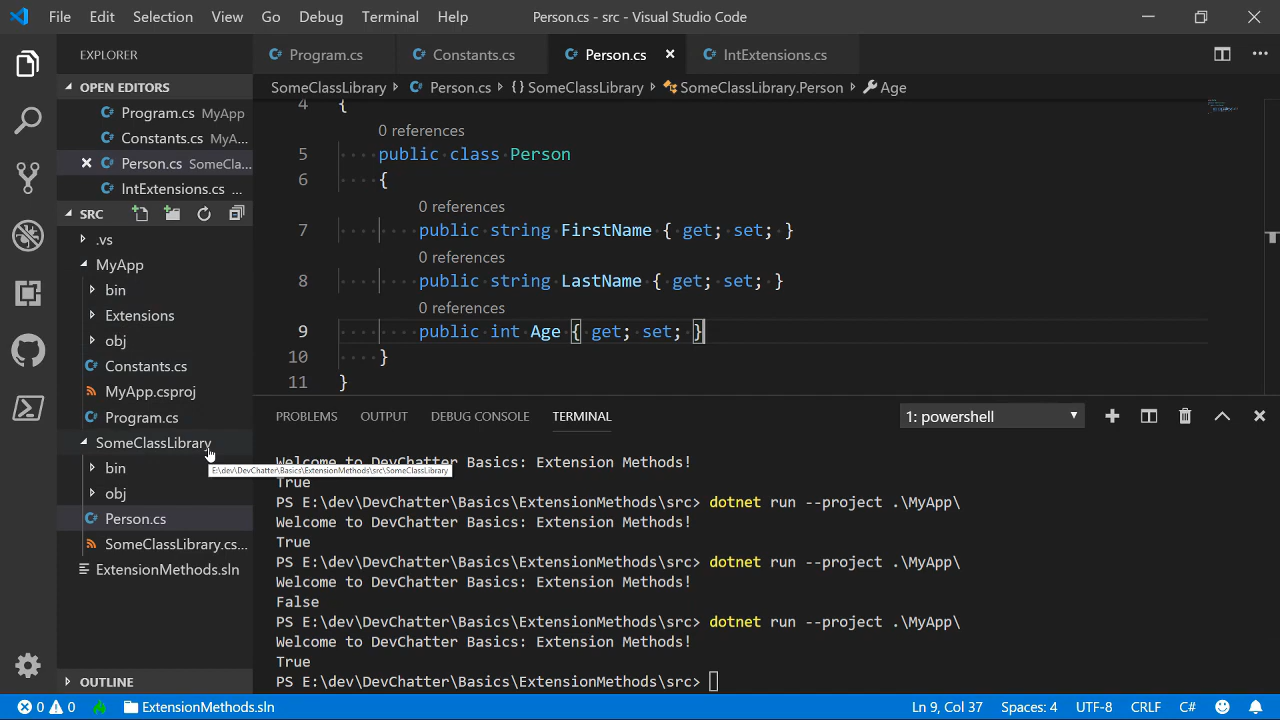 File Edit Selection View Go Debug Terminal Help Person.cs - src - Visual Studio Code
EXPLORER
OPEN EDITORS
Program.cs MyApp
Constants.cs MyA...
Person.cs SomeCla...
IntExtensions.cs ...
SRC
.vs
MyApp
bin
Extensions
obj
Constants.cs
MyApp.csproj
Program.cs
SomeClassLibrary
bin
obj
Person.cs
SomeClassLibrary.cs...
ExtensionMethods.sln
OUTLINE
Program.cs Constants.cs Person.cs IntExtensions.cs
SomeClassLibrary Person.cs {} SomeClassLibrary SomeClassLibrary.Person Age
4 {
0 references
5 public class Person
6 {
0 references
7 public string FirstName { get; set; }
0 references
8 public string LastName { get; set; }
0 references
9 public int Age { get; set; }
10 }
11 }
PROBLEMS OUTPUT DEBUG CONSOLE TERMINAL 1: powershell
Welcome to DevChatter Basics: Extension Methods!
E:\dev\DevChatter\Basics\ExtensionMethods\src\SomeClassLibrary
True
PS E:\dev\DevChatter\Basics\ExtensionMethods\src> dotnet run --project .\MyApp\
Welcome to DevChatter Basics: Extension Methods!
True
PS E:\dev\DevChatter\Basics\ExtensionMethods\src> dotnet run --project .\MyApp\
Welcome to DevChatter Basics: Extension Methods!
False
PS E:\dev\DevChatter\Basics\ExtensionMethods\src> dotnet run --project .\MyApp\
Welcome to DevChatter Basics: Extension Methods!
True
PS E:\dev\DevChatter\Basics\ExtensionMethods\src>
0 0 ExtensionMethods.sln Ln 9, Col 37 Spaces: 4 UTF-8 CRLF C#